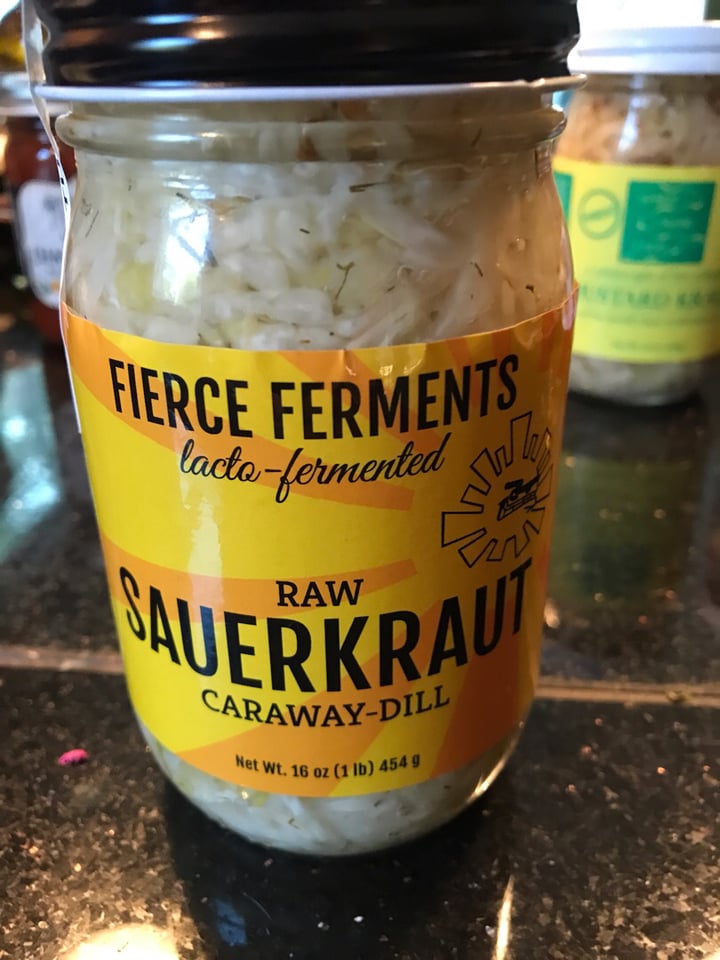 FIERCE FERMENTS
lacto-fermented
RAW
SAUERKRAUT
CARAWAY-DILL
Net Wt. 16 oz (1 lb) 454 g